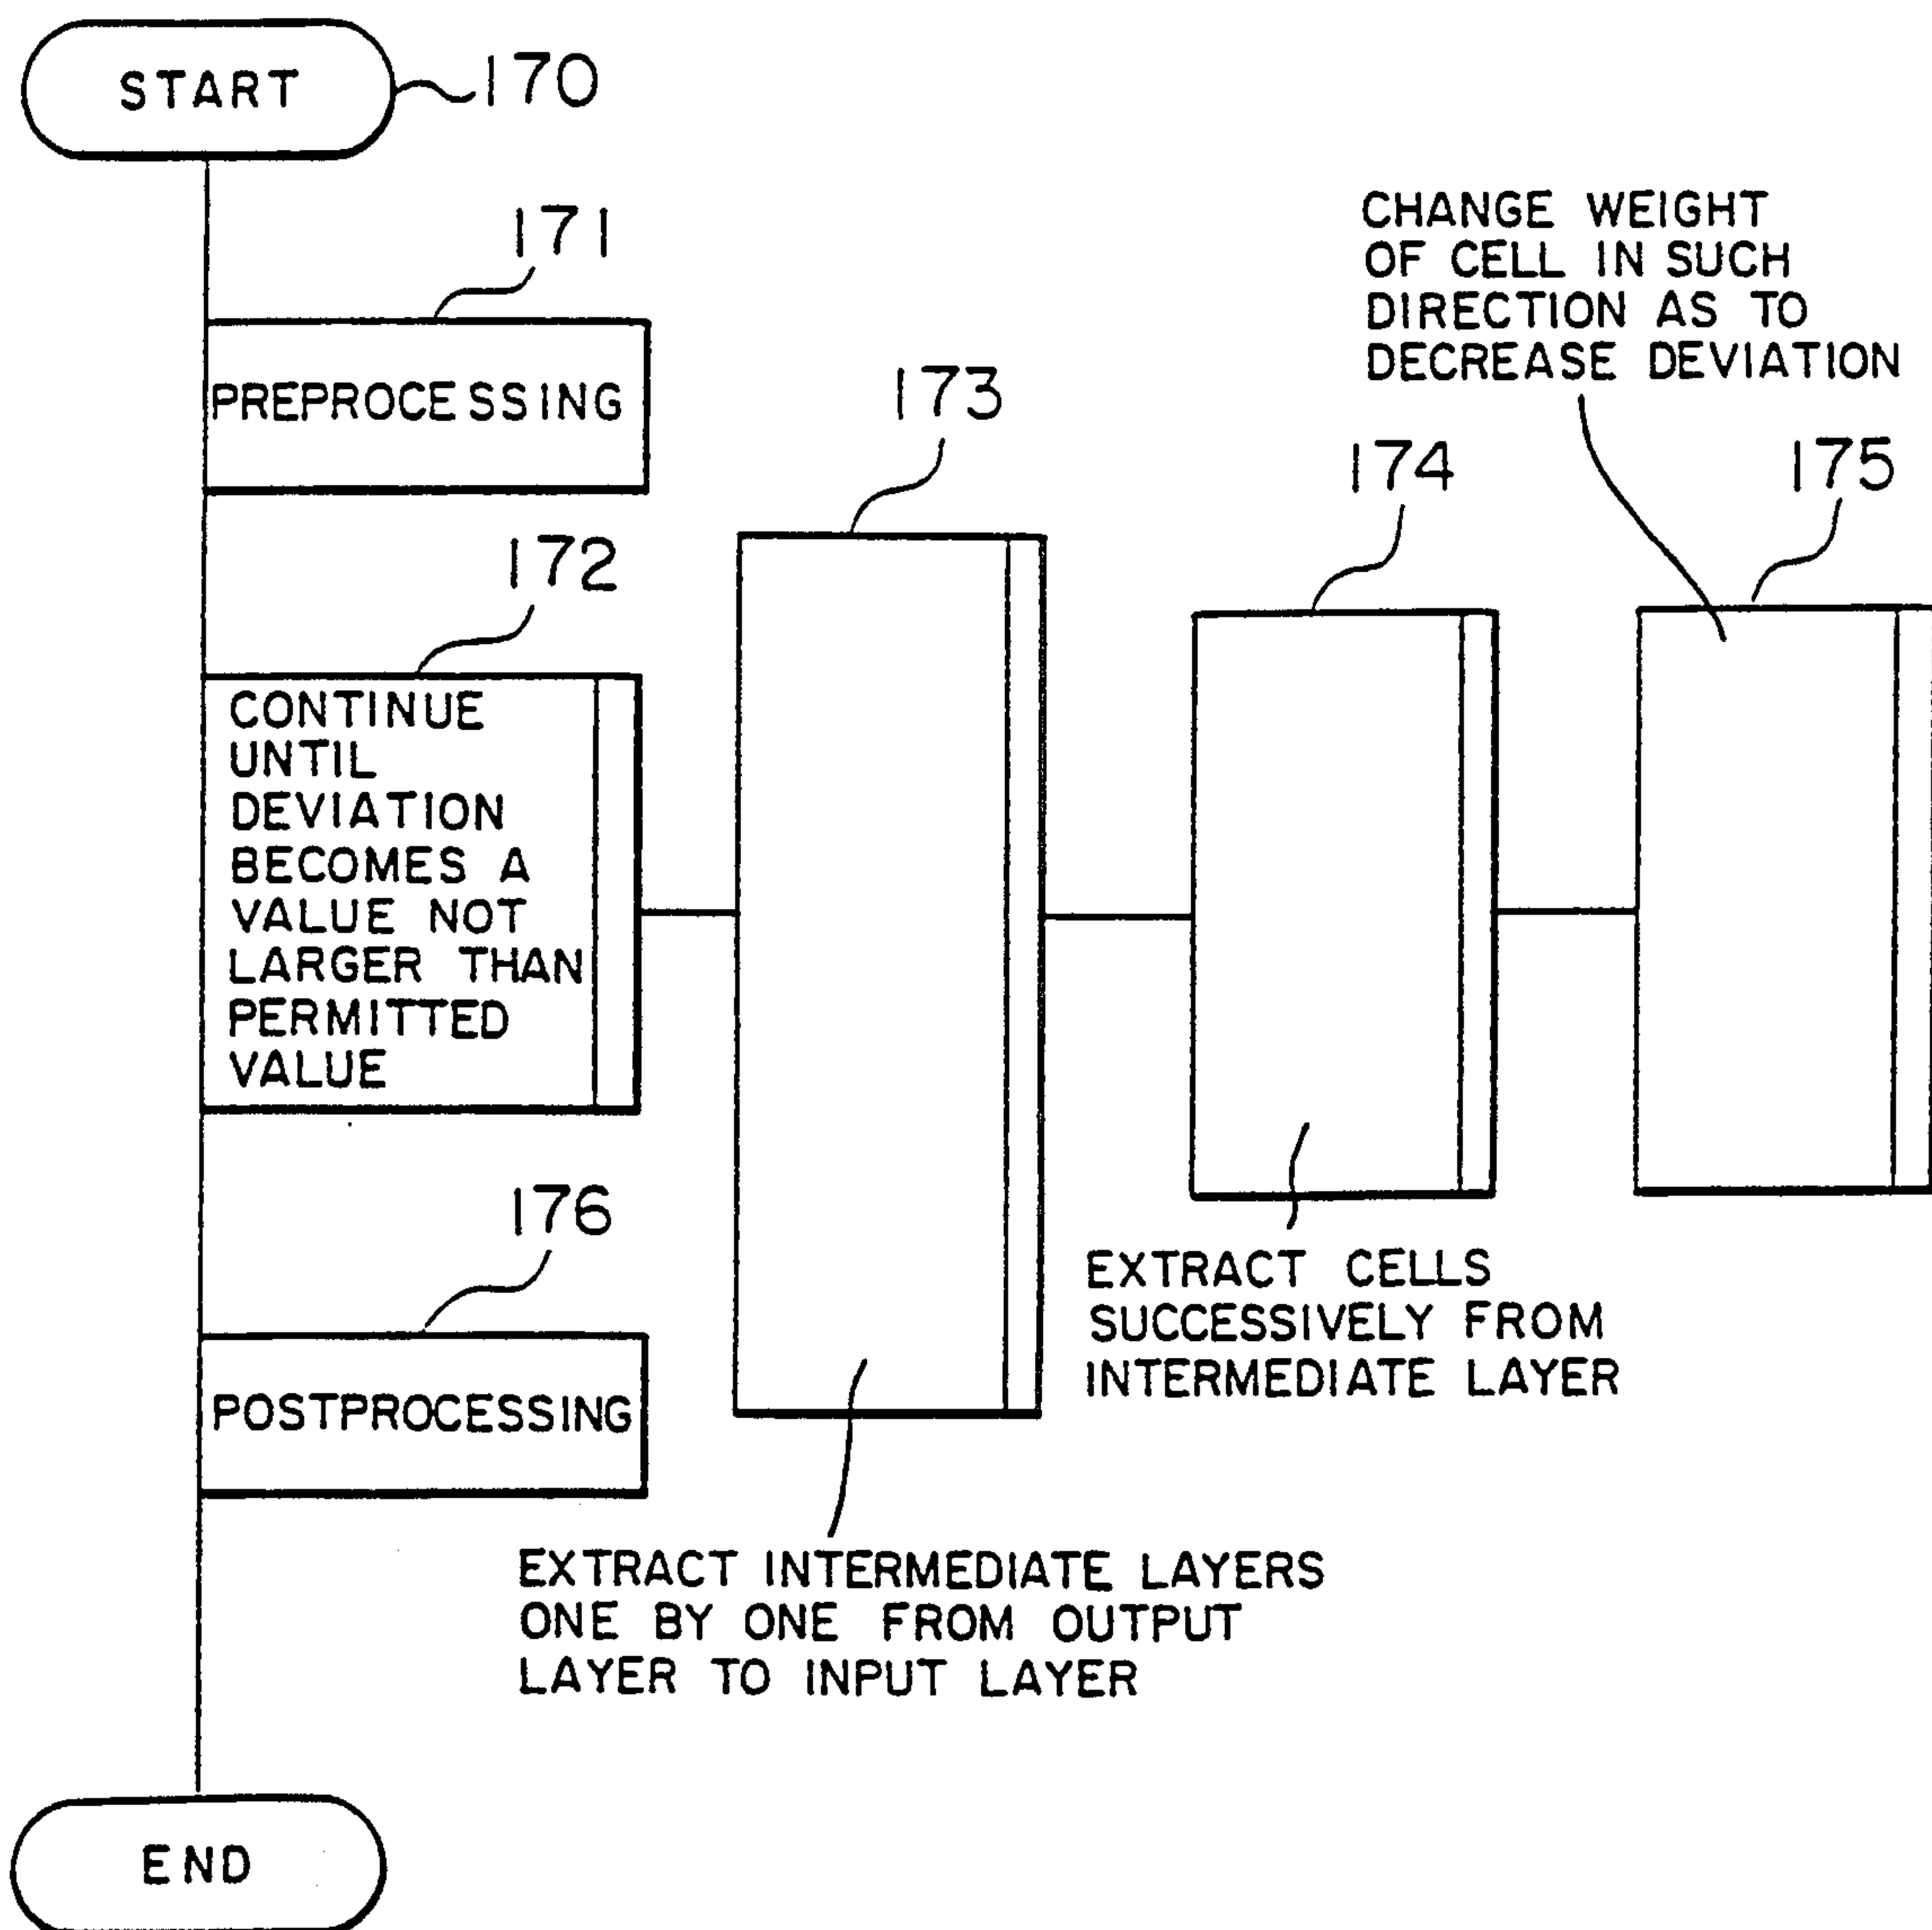 START
170
171
PREPROCESSING
172
CONTINUE
UNTIL
DEVIATION
BECOMES A
VALUE NOT
LARGER THAN
PERMITTED
VALUE
173
174
CHANGE WEIGHT
OF CELL IN SUCH
DIRECTION AS TO
DECREASE DEVIATION
175
EXTRACT CELLS
SUCCESSIVELY FROM
INTERMEDIATE LAYER
176
POSTPROCESSING
EXTRACT INTERMEDIATE LAYERS
ONE BY ONE FROM OUTPUT
LAYER TO INPUT LAYER
END